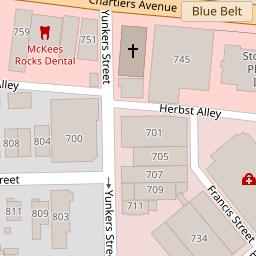 Chartiers Avenue
Blue Belt
759
751
McKees
Rocks Dental
Yunkers Street
745
Alley
Herbst Alley
701
700
808
804
705
707
709
711
Street
→Yunkers Stree
811
809
803
Francis Street
734